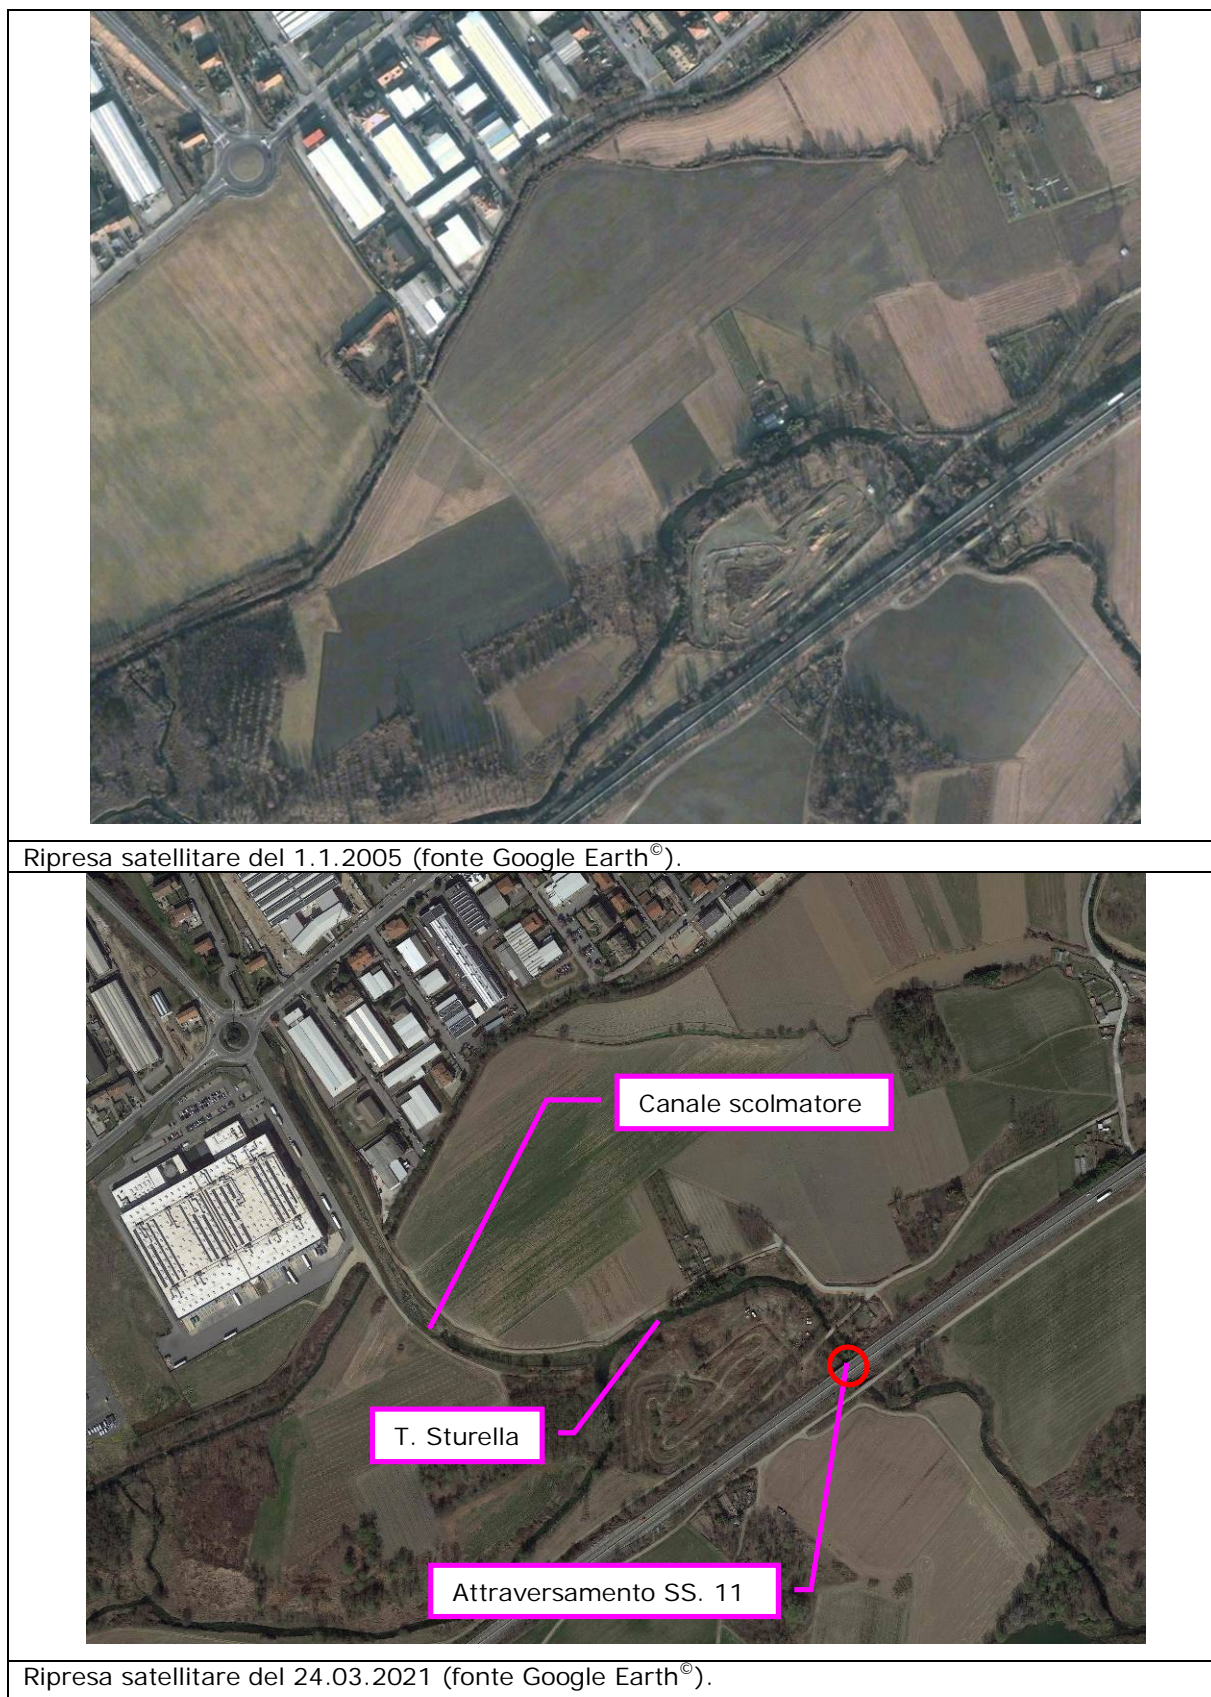 Ripresa satellitare del 1.1.2005 (fonte Google Earth©).
Canale scolmatore
T. Sturella
Attraversamento SS. 11
Ripresa satellitare del 24.03.2021 (fonte Google Earth©).